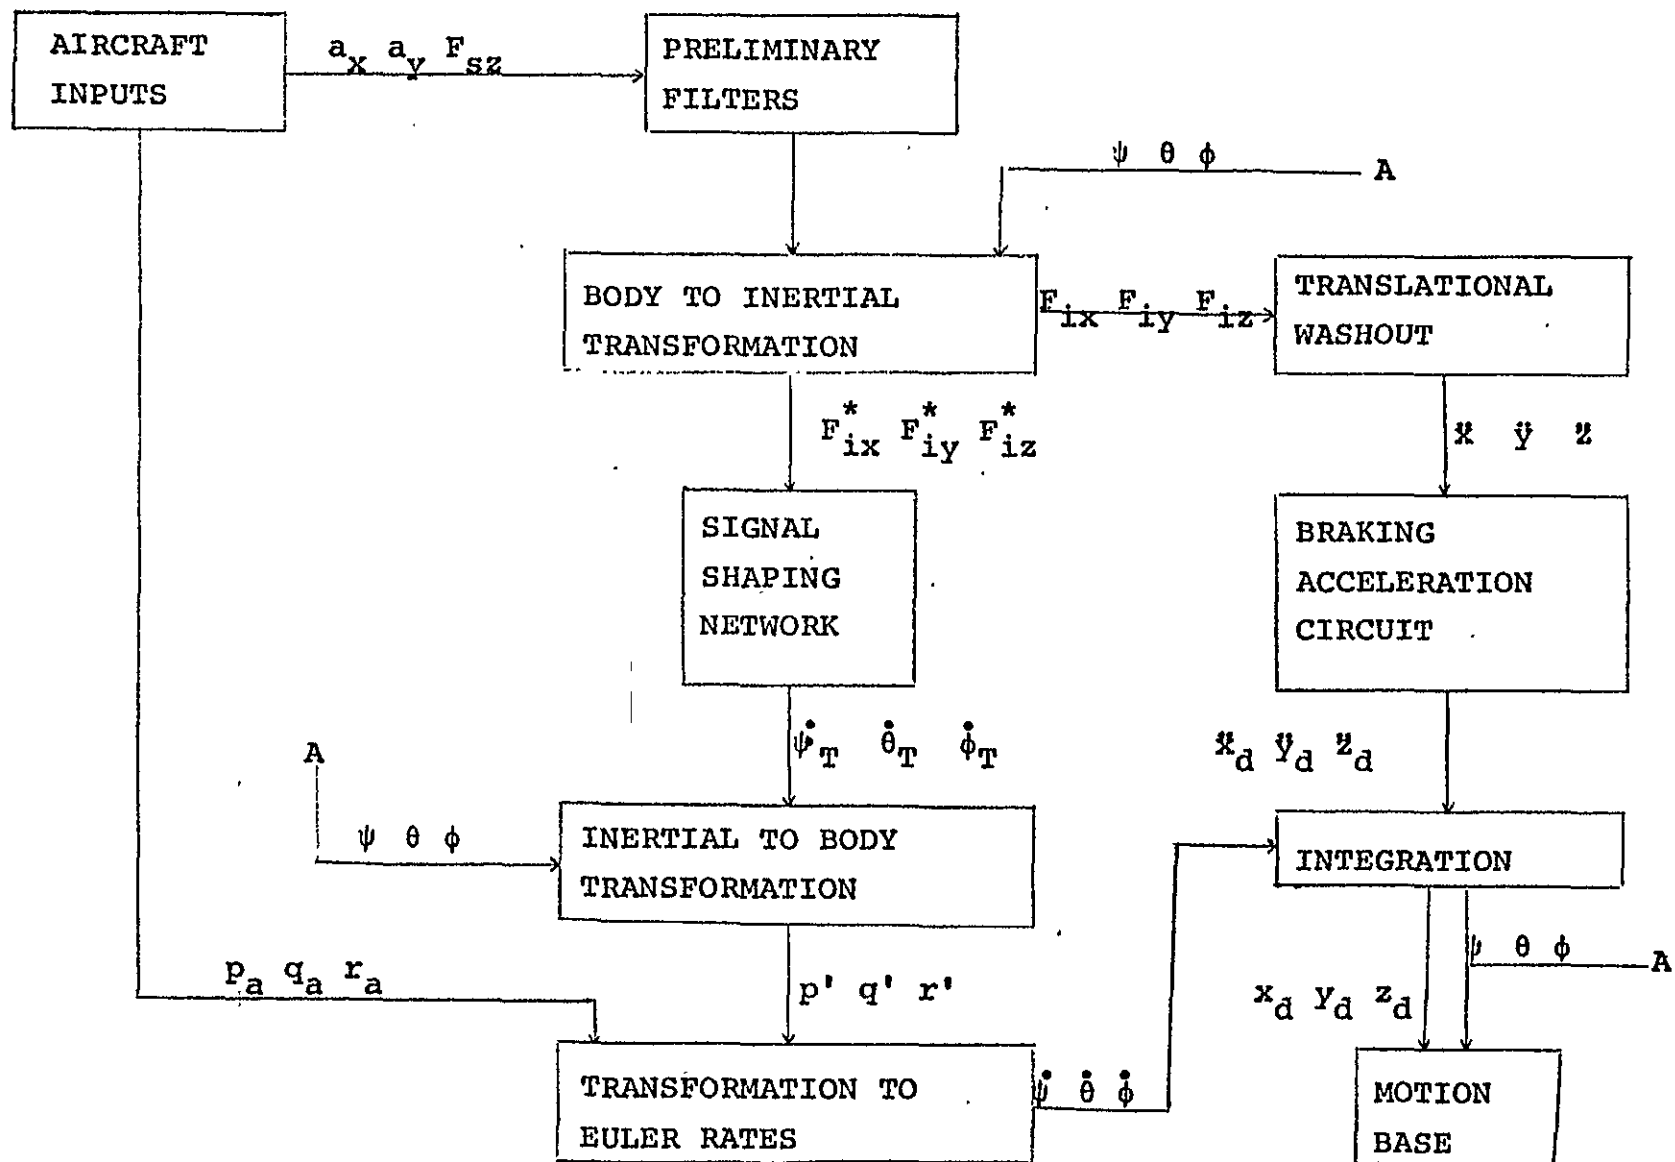 AIRCRAFT
INPUTS
a_x a_y F_sz
PRELIMINARY
FILTERS
ψ θ φ
A
BODY TO INERTIAL
TRANSFORMATION
F_ix F_iy F_iz
TRANSLATIONAL
WASHOUT
F*_ix F*_iy F*_iz
ẍ ÿ z̈
SIGNAL
SHAPING
NETWORK
BRAKING
ACCELERATION
CIRCUIT
ψ̇_T θ̇_T φ̇_T
ẍ_d ÿ_d z̈_d
A
ψ θ φ
INERTIAL TO BODY
TRANSFORMATION
INTEGRATION
p_a q_a r_a
p' q' r'
ψ θ φ
A
x_d y_d z_d
TRANSFORMATION TO
EULER RATES
ψ̇ θ̇ φ̇
MOTION
BASE